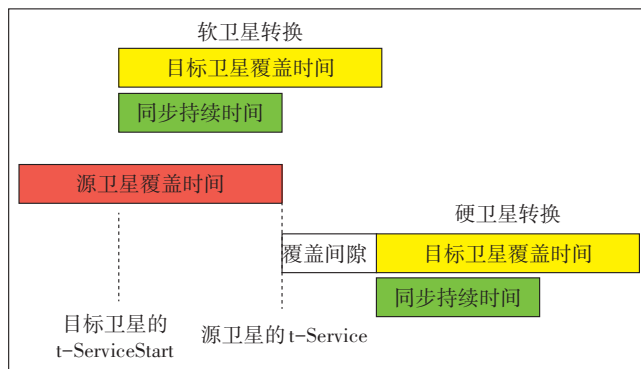 软卫星转换
目标卫星覆盖时间
同步持续时间
源卫星覆盖时间
硬卫星转换
覆盖间隙
目标卫星覆盖时间
同步持续时间
目标卫星的
t-ServiceStart
源卫星的t-Service